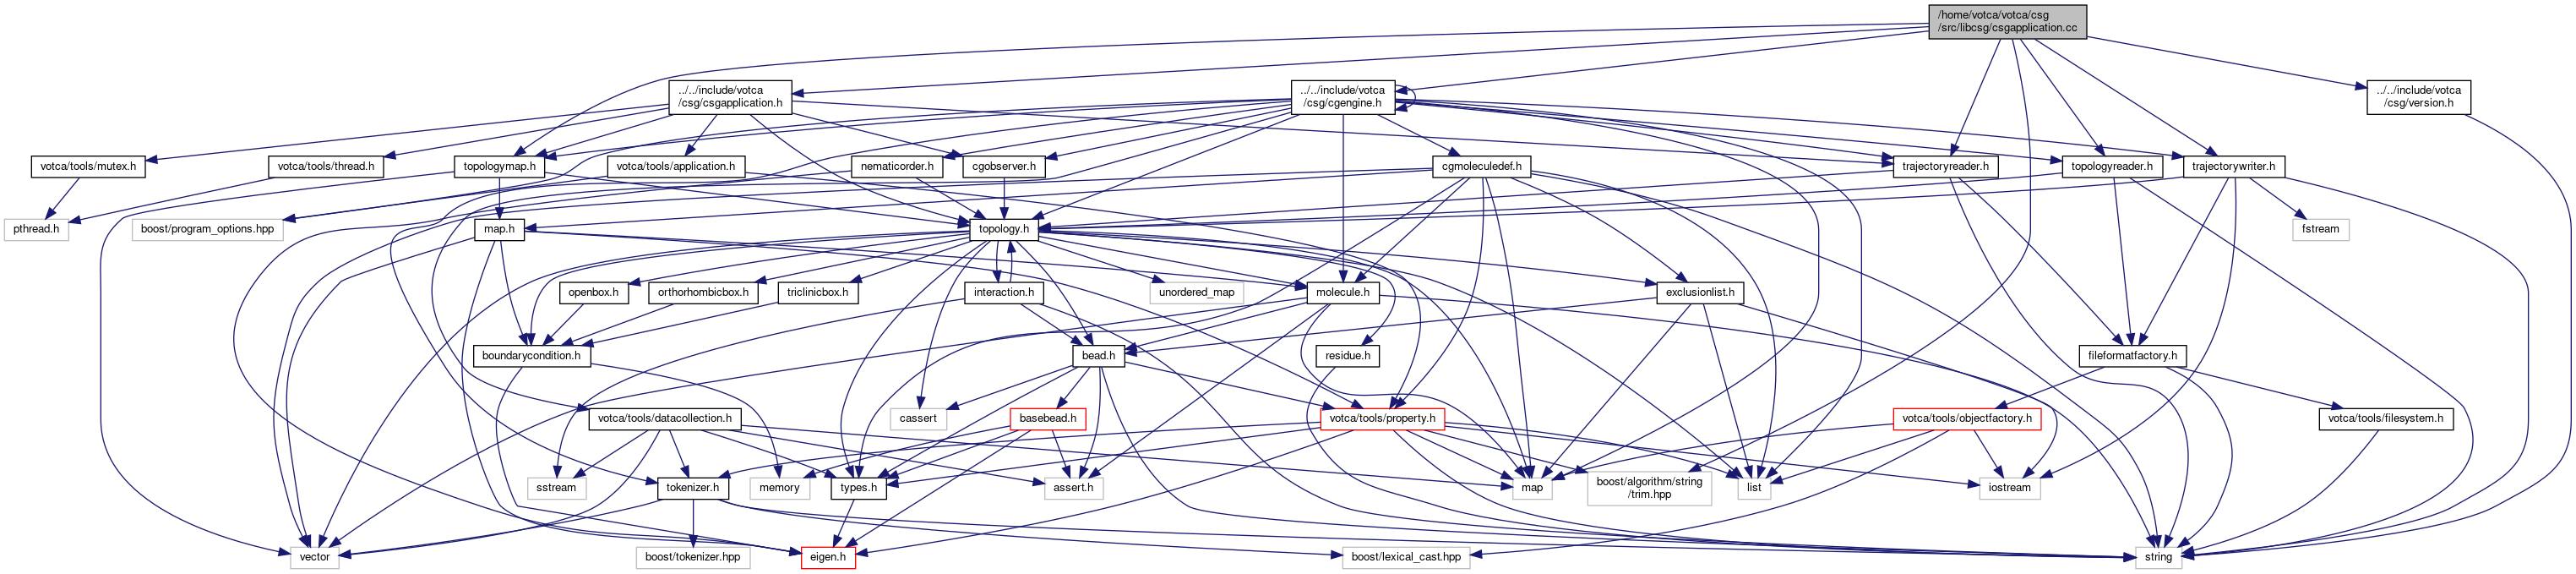 /home/votca/votca/csg
/src/libcsg/csgapplication.cc
../../include/votca
/csg/csgapplication.h
../../include/votca
/csg/cgengine.h
../../include/votca
/csg/version.h
votca/tools/mutex.h
votca/tools/thread.h
topologymap.h
votca/tools/application.h
nematicorder.h
cgobserver.h
cgmoleculedef.h
trajectoryreader.h
topologyreader.h
trajectorywriter.h
pthread.h
boost/program_options.hpp
map.h
topology.h
fstream
openbox.h
orthorhombicbox.h
triclinicbox.h
interaction.h
unordered_map
molecule.h
exclusionlist.h
boundarycondition.h
bead.h
residue.h
fileformatfactory.h
votca/tools/datacollection.h
cassert
basebead.h
votca/tools/property.h
votca/tools/objectfactory.h
votca/tools/filesystem.h
sstream
tokenizer.h
memory
types.h
assert.h
map
boost/algorithm/string
/trim.hpp
list
iostream
vector
boost/tokenizer.hpp
eigen.h
boost/lexical_cast.hpp
string